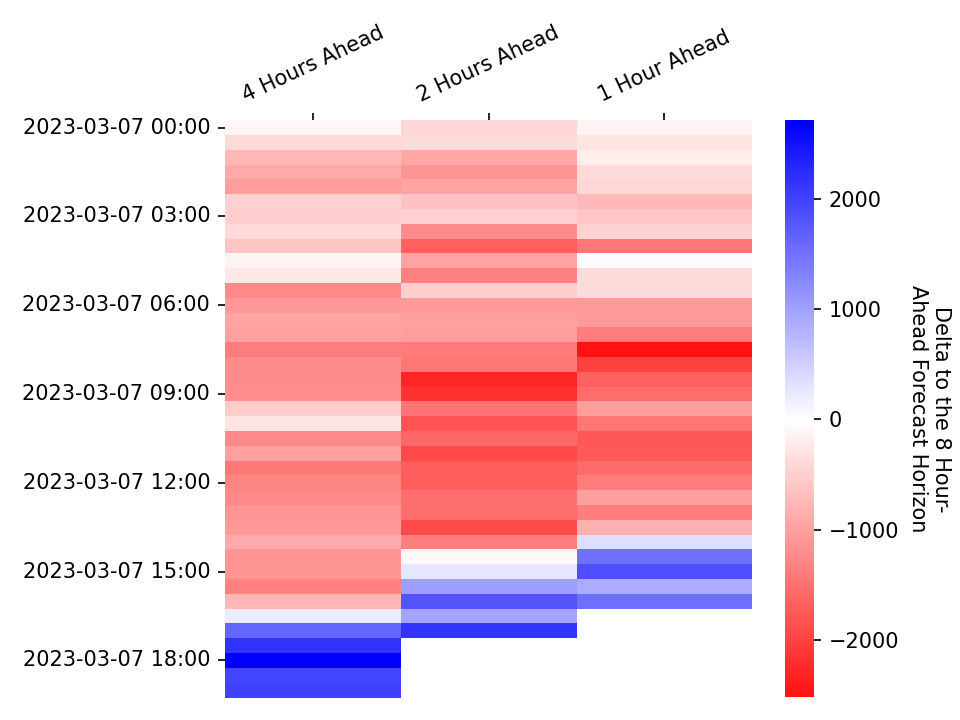 4 Hours Ahead
2 Hours Ahead
1 Hour Ahead
2023-03-07 00:00
2023-03-07 03:00
2023-03-07 06:00
2023-03-07 09:00
2023-03-07 12:00
2023-03-07 15:00
2023-03-07 18:00
2000
1000
0
−1000
−2000
Delta to the 8 Hour-
Ahead Forecast Horizon